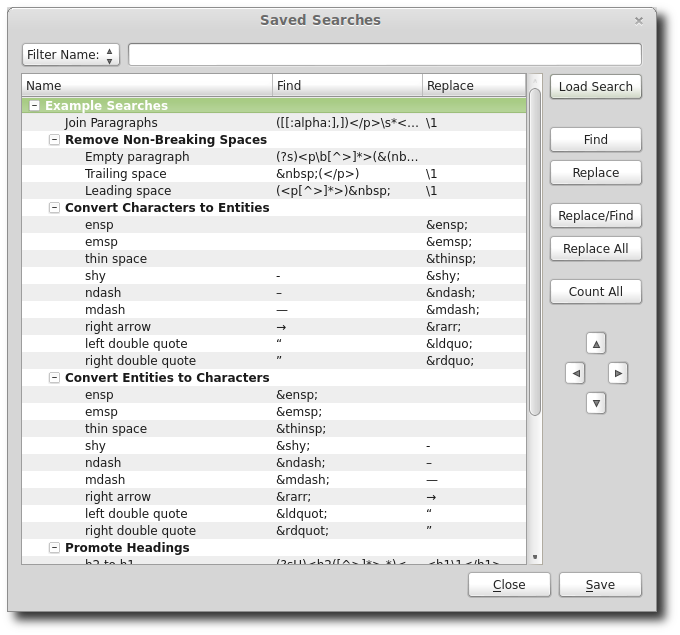 Saved Searches
Filter Name:
Name Find Replace
Load Search
Example Searches
Join Paragraphs ([[:alpha:],])</p>\s*<... \1
Remove Non-Breaking Spaces
Find
Empty paragraph (?s)<p\b[^>]*>(&(nb...
Trailing space &nbsp;(</p>) \1
Replace
Leading space (<p[^>]*>)&nbsp; \1
Convert Characters to Entities
Replace/Find
ensp &ensp;
emsp &emsp;
Replace All
thin space &thinsp;
shy - &shy;
ndash – &ndash;
Count All
mdash — &mdash;
right arrow → &rarr;
left double quote “ &ldquo;
right double quote ” &rdquo;
Convert Entities to Characters
ensp &ensp;
emsp &emsp;
thin space &thinsp;
shy &shy; -
ndash &ndash; –
mdash &mdash; —
right arrow &rarr; →
left double quote &ldquot; “
right double quote &rdquot; ”
Promote Headings
h2 to h1
Close Save